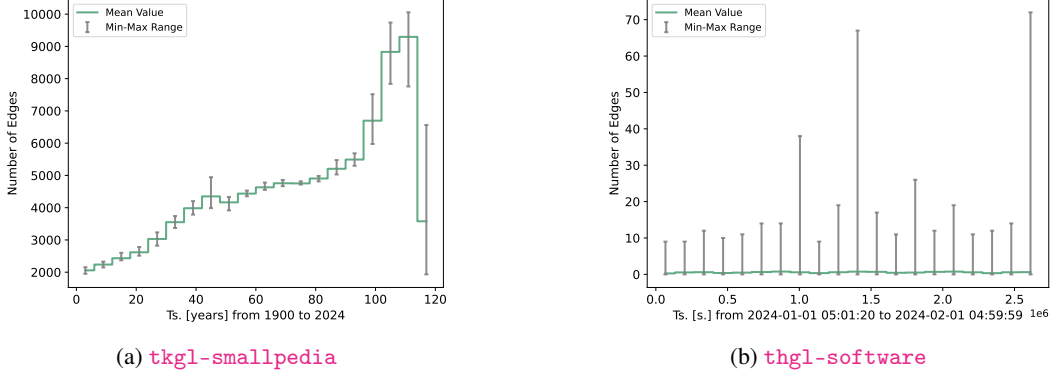 Mean Value
Min-Max Range
10000
9000
8000
7000
6000
5000
4000
3000
2000
Number of Edges
0 20 40 60 80 100 120
Ts. [years] from 1900 to 2024
(a) tkgl-smallpedia
Mean Value
Min-Max Range
70
60
50
40
30
20
10
0
Number of Edges
0.0 0.5 1.0 1.5 2.0 2.5
Ts. [s.] from 2024-01-01 05:01:20 to 2024-02-01 04:59:59 1e6
(b) thgl-software